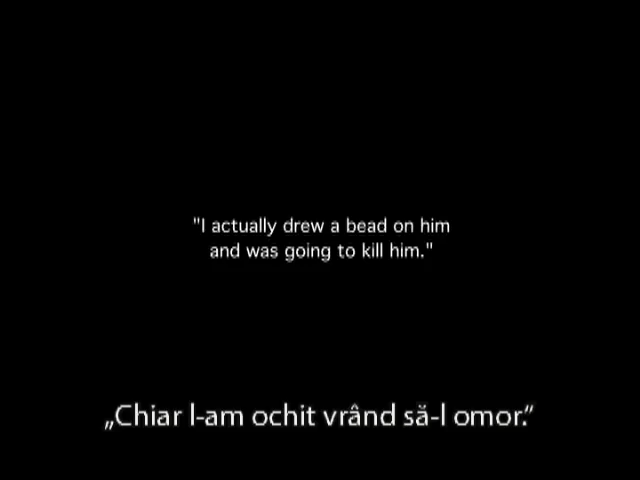 "I actually drew a bead on him
and was going to kill him."
„Chiar l-am ochit vrând să-l omor.“